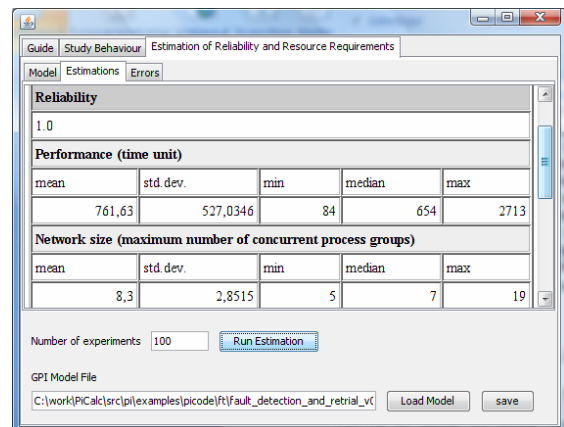 Guide Study Behaviour Estimation of Reliability and Resource Requirements
Model Estimations Errors
Reliability
1.0
Performance (time unit)
mean std. dev. min median max
761,63 527,0346 84 654 2713
Network size (maximum number of concurrent process groups)
mean std. dev. min median max
8,3 2,8515 5 7 19
Number of experiments 100 Run Estimation
GPI Model File
C:\work\PiCalc\src\pi\examples\picode\ft\fault_detection_and_retrial_v( Load Model save